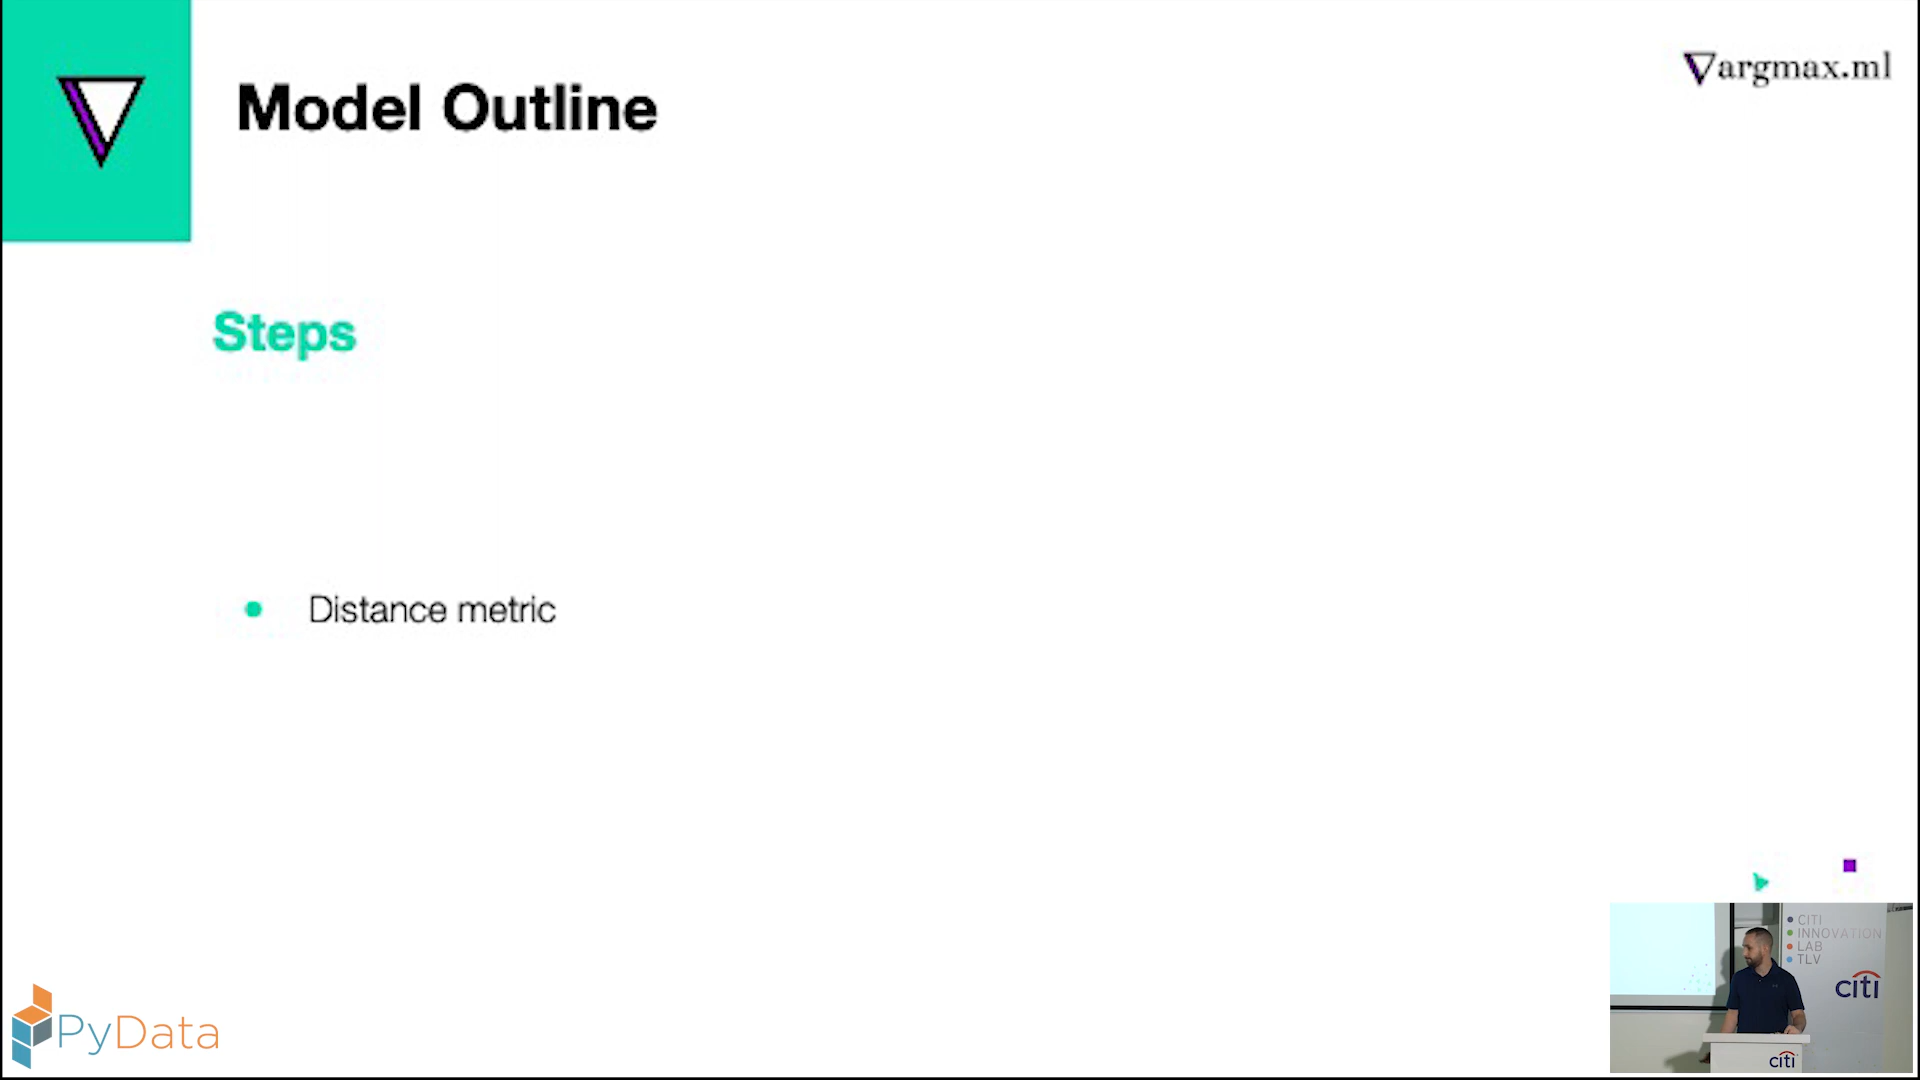 Model Outline
argmax.ml
Steps
Distance metric
CITI
INNOVATION
LAB
TLV
citi
citi
PyData